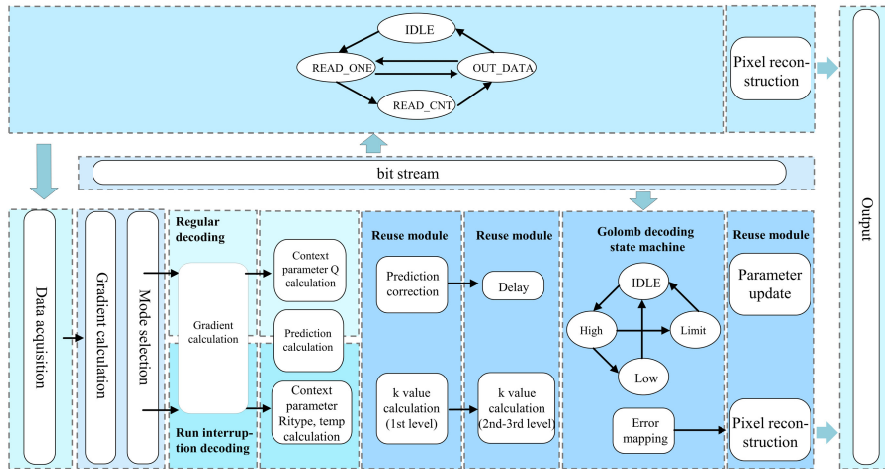 IDLE
READ_ONE
OUT_DATA
READ_CNT
Pixel recon-
struction
bit stream
Output
Data acquisition
Gradient calculation
Mode selection
Regular
decoding
Gradient
calculation
Run interrup-
tion decoding
Context
parameter Q
calculation
Prediction
calculation
Context
parameter
Ritype, temp
calculation
Reuse module
Prediction
correction
k value
calculation
(1st level)
Reuse module
Delay
k value
calculation
(2nd-3rd level)
Golomb decoding
state machine
IDLE
High
Limit
Low
Error
mapping
Reuse module
Parameter
update
Pixel recon-
struction